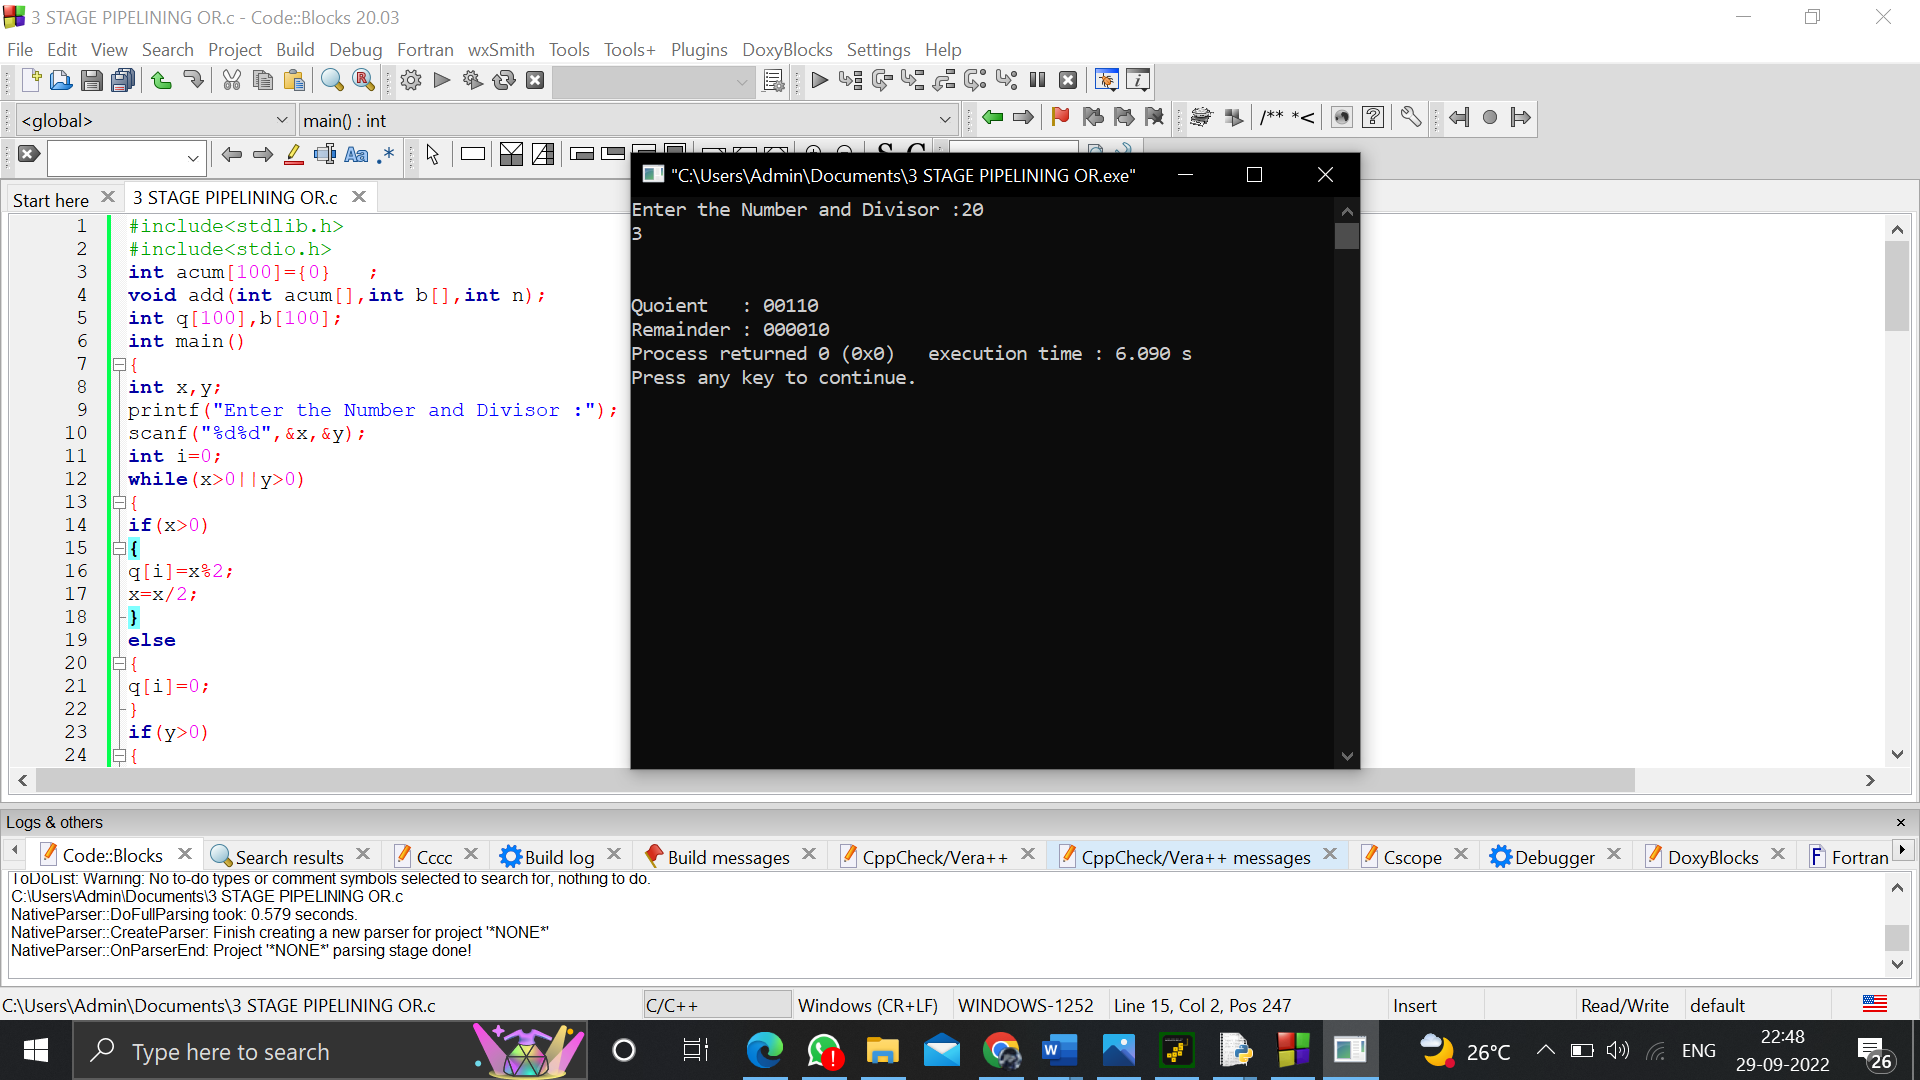 3 STAGE PIPELINING OR.c - Code::Blocks 20.03
File Edit View Search Project Build Debug Fortran wxSmith Tools Tools+ Plugins DoxyBlocks Settings Help
<global> main() : int
/** *<
Start here 3 STAGE PIPELINING OR.c
1 #include<stdlib.h>
2 #include<stdio.h>
3 int acum[100]={0}   ;
4 void add(int acum[],int b[],int n);
5 int q[100],b[100];
6 int main()
7 {
8 int x,y;
9 printf("Enter the Number and Divisor :");
10 scanf("%d%d",&x,&y);
11 int i=0;
12 while(x>0||y>0)
13 {
14 if(x>0)
15 {
16 q[i]=x%2;
17 x=x/2;
18 }
19 else
20 {
21 q[i]=0;
22 }
23 if(y>0)
24 {
"C:\Users\Admin\Documents\3 STAGE PIPELINING OR.exe"
Enter the Number and Divisor :20
3
Quoient   : 00110
Remainder : 000010
Process returned 0 (0x0)   execution time : 6.090 s
Press any key to continue.
Logs & others
Code::Blocks Search results Cccc Build log Build messages CppCheck/Vera++ CppCheck/Vera++ messages Cscope Debugger DoxyBlocks Fortran
ToDoList: Warning: No to-do types or comment symbols selected to search for, nothing to do.
C:\Users\Admin\Documents\3 STAGE PIPELINING OR.c
NativeParser::DoFullParsing took: 0.579 seconds.
NativeParser::CreateParser: Finish creating a new parser for project '*NONE*'
NativeParser::OnParserEnd: Project '*NONE*' parsing stage done!
C:\Users\Admin\Documents\3 STAGE PIPELINING OR.c C/C++ Windows (CR+LF) WINDOWS-1252 Line 15, Col 2, Pos 247 Insert Read/Write default
Type here to search 26°C ENG 22:48
29-09-2022 26